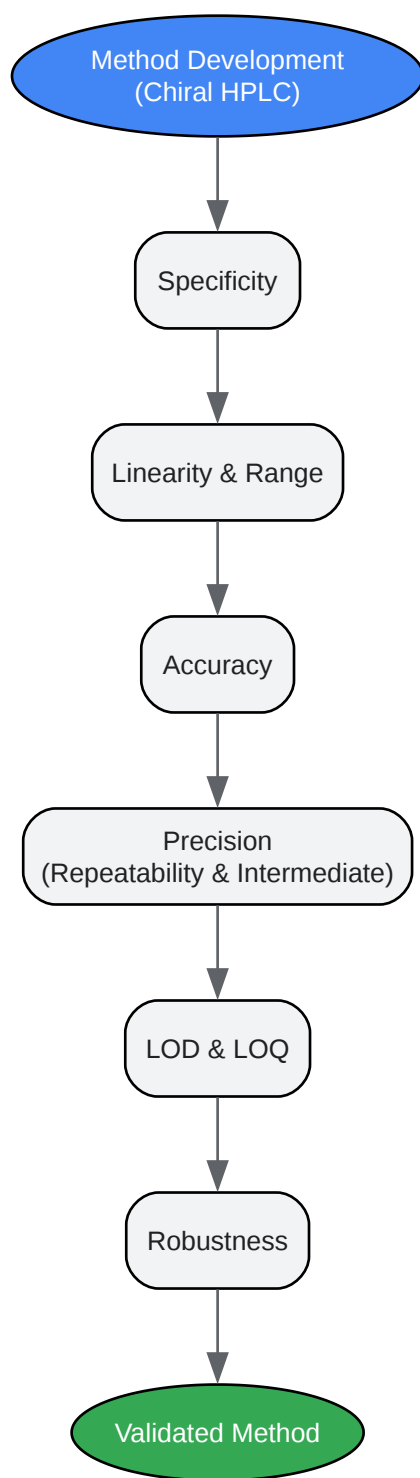 Method Development
(Chiral HPLC)
Specificity
Linearity & Range
Accuracy
Precision
(Repeatability & Intermediate)
LOD & LOQ
Robustness
Validated Method